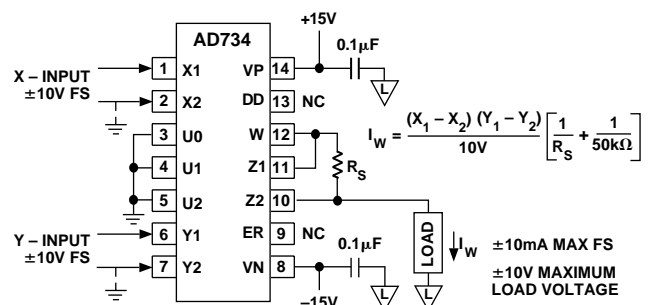 +15V
AD734
0.1μF
X – INPUT
±10V FS
1 X1 VP 14
L
2 X2 DD 13 NC
3 U0 W 12
I_W = (X_1 – X_2) (Y_1 – Y_2) / 10V [1/R_S + 1/50kΩ]
4 U1 Z1 11
R_S
5 U2 Z2 10
Y – INPUT
±10V FS
6 Y1 ER 9 NC
LOAD
I_W
±10mA MAX FS
0.1μF
7 Y2 VN 8
L
L
±10V MAXIMUM
LOAD VOLTAGE
–15V